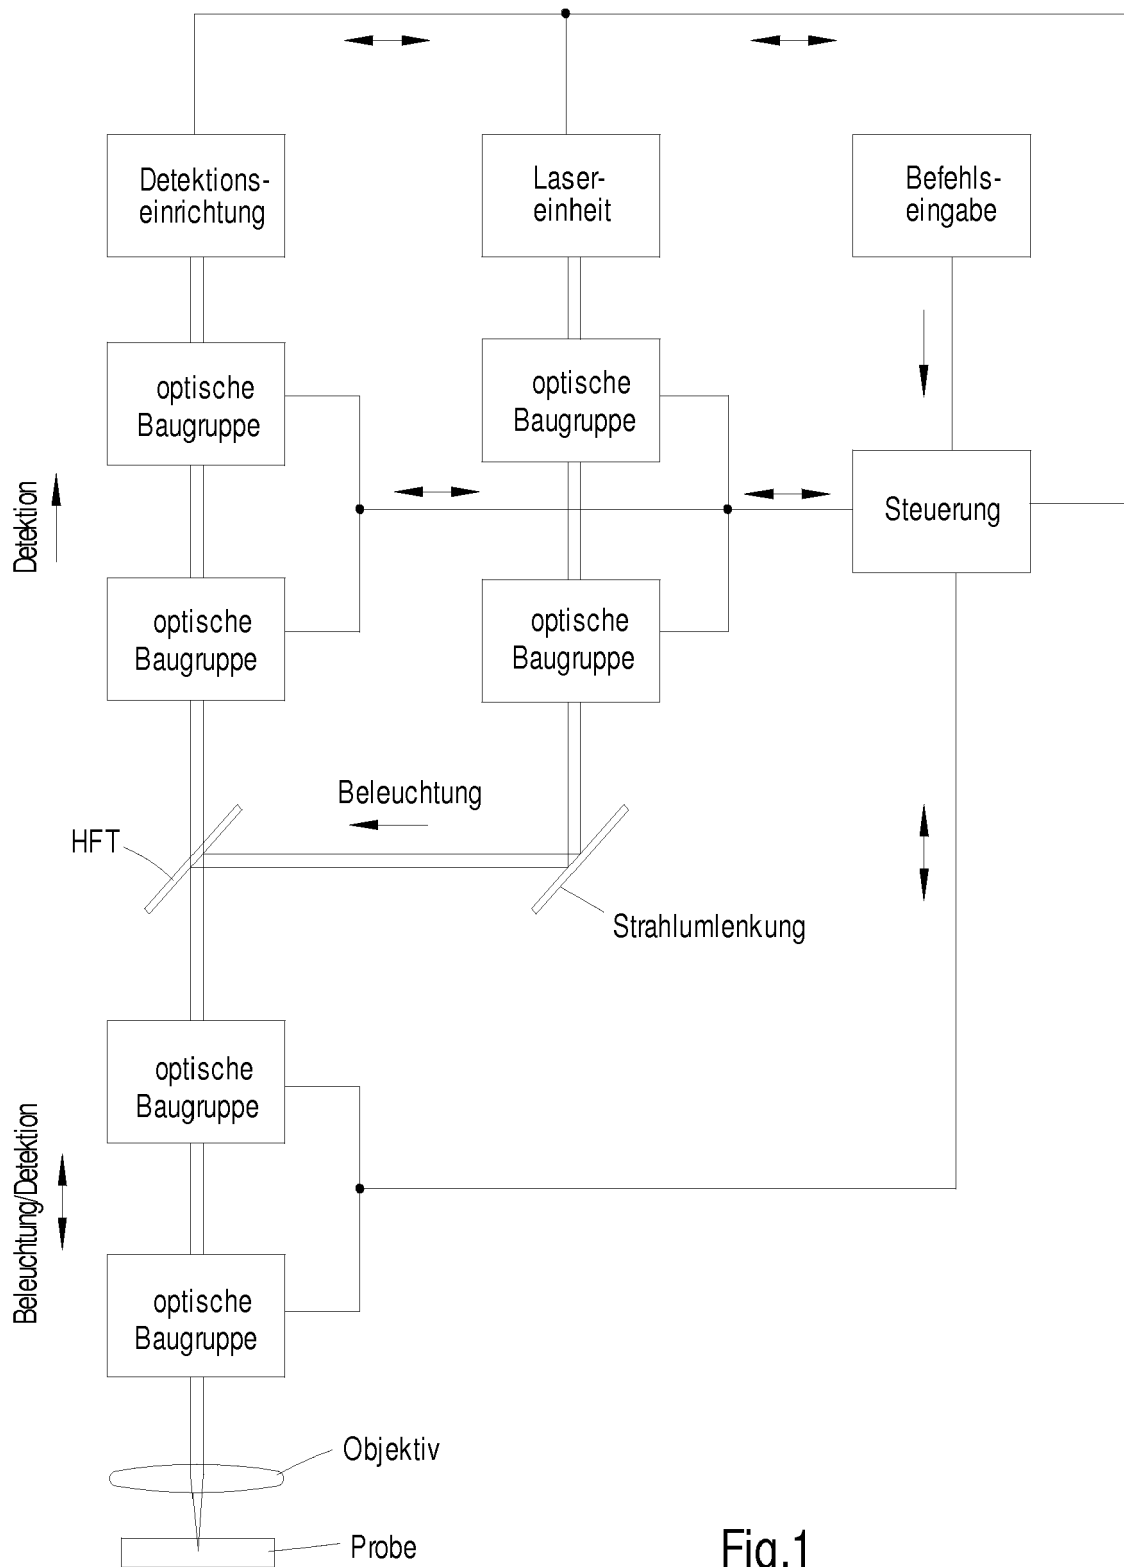 Detektions-
einrichtung
Laser-
einheit
Befehls-
eingabe
optische
Baugruppe
optische
Baugruppe
Detektion
Steuerung
optische
Baugruppe
optische
Baugruppe
Beleuchtung
HFT
Strahlumlenkung
optische
Baugruppe
Beleuchtung/Detektion
optische
Baugruppe
Objektiv
Probe
Fig.1